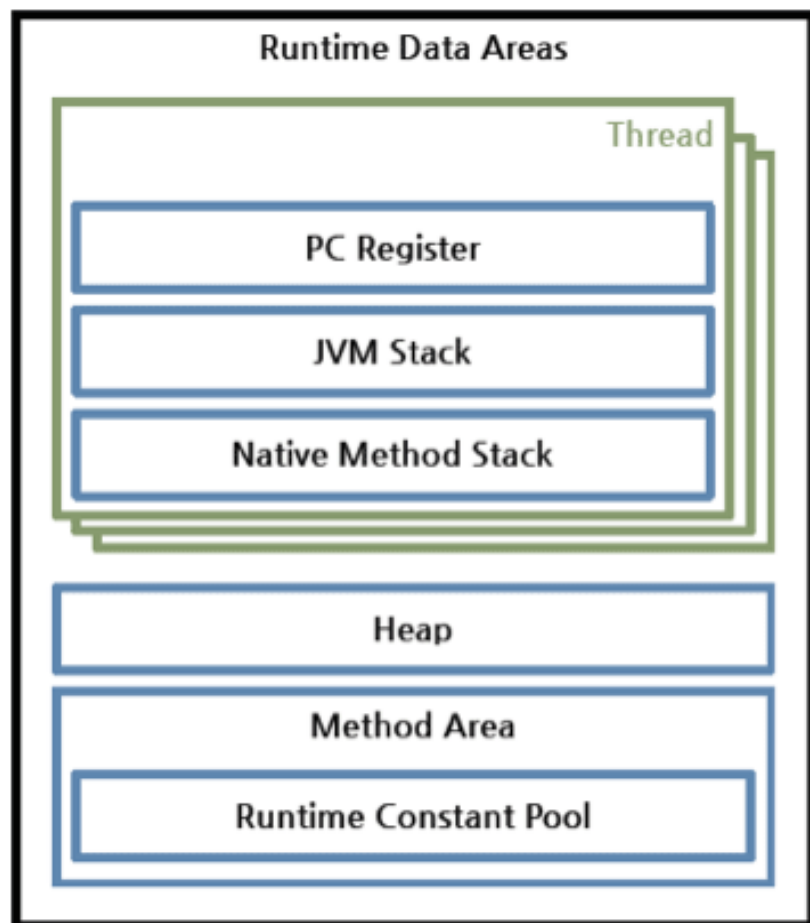 Runtime Data Areas
Thread
PC Register
JVM Stack
Native Method Stack
Heap
Method Area
Runtime Constant Pool